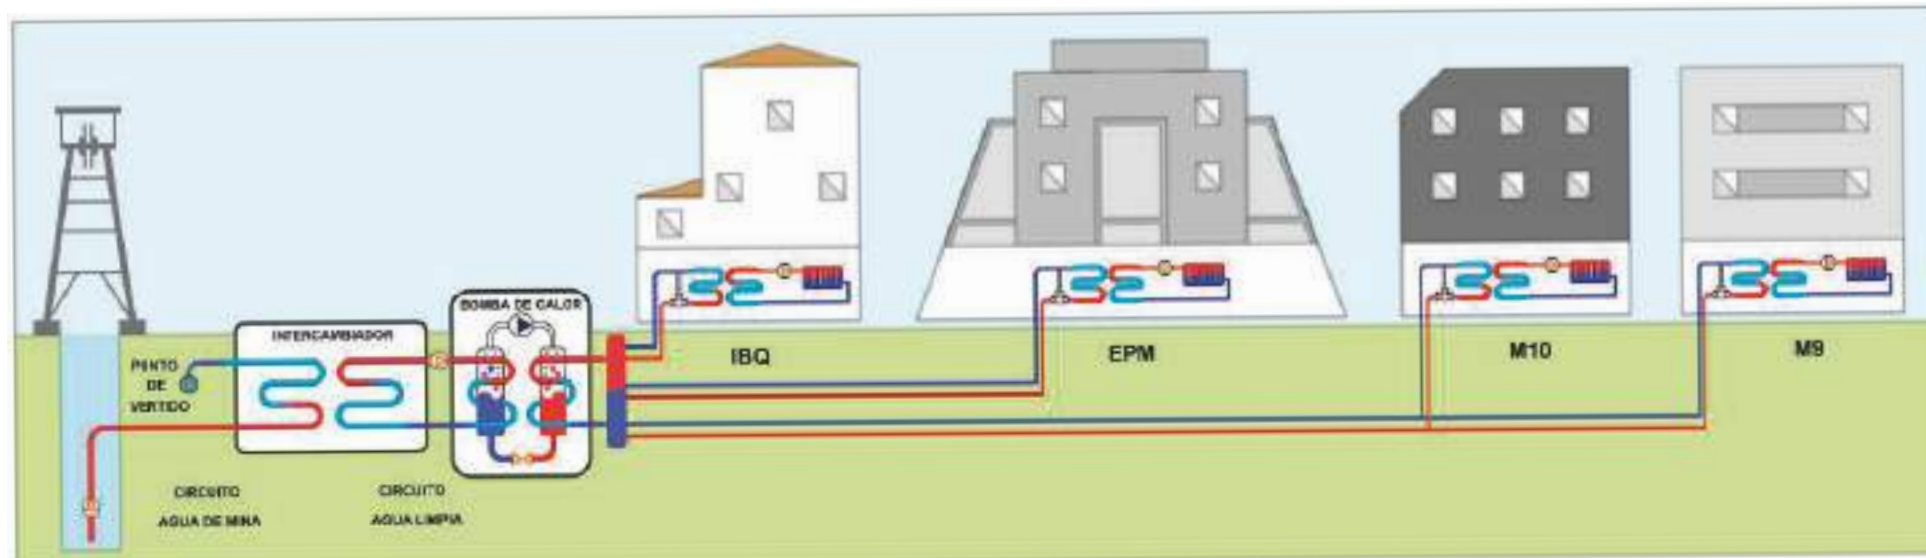 BOMBA DE CALOR
INTERCAMBIADOR
PUNTO
DE
VERTIDO
IBQ
EPM
M10
M9
CIRCUITO
AGUA DE MINA
CIRCUITO
AGUA LIMPIA